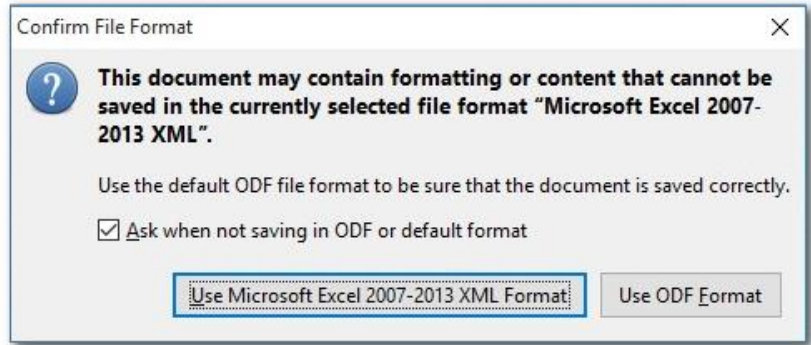 Confirm File Format
This document may contain formatting or content that cannot be
saved in the currently selected file format “Microsoft Excel 2007-
2013 XML”.
Use the default ODF file format to be sure that the document is saved correctly.
Ask when not saving in ODF or default format
Use Microsoft Excel 2007-2013 XML Format
Use ODF Format